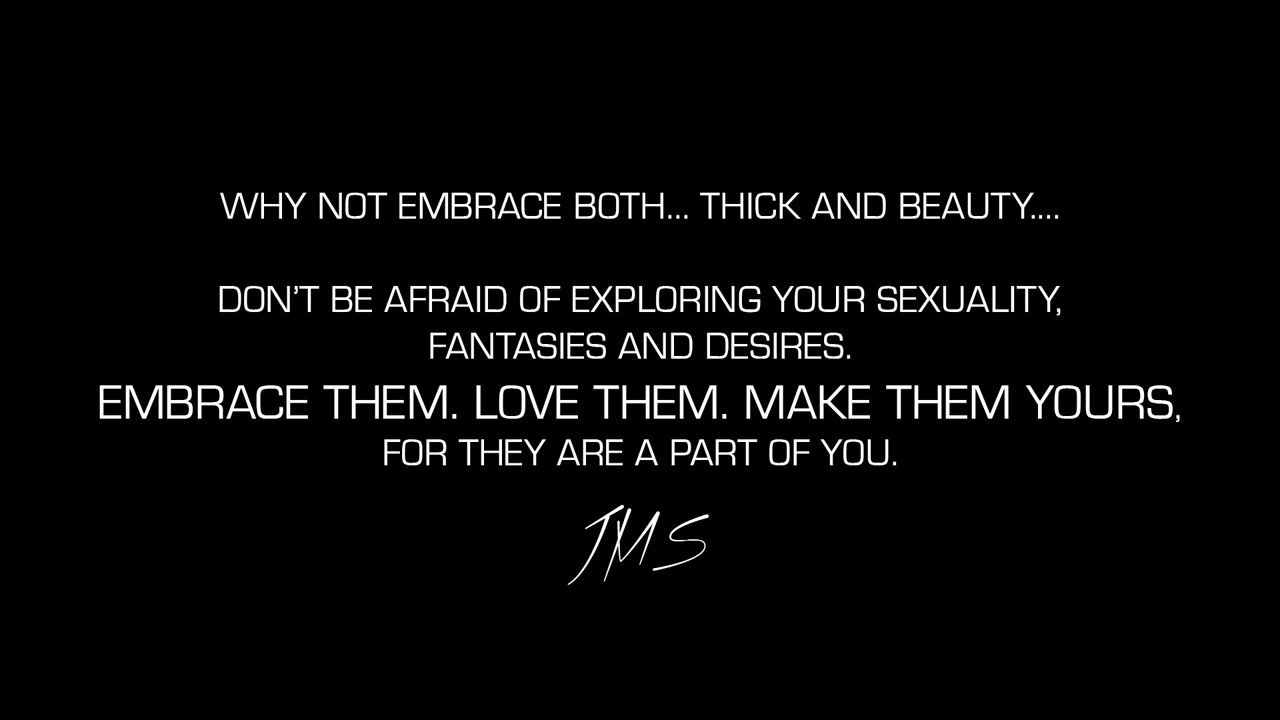 WHY NOT EMBRACE BOTH... THICK AND BEAUTY....
DON'T BE AFRAID OF EXPLORING YOUR SEXUALITY,
FANTASIES AND DESIRES.
EMBRACE THEM. LOVE THEM. MAKE THEM YOURS,
FOR THEY ARE A PART OF YOU.
JMS